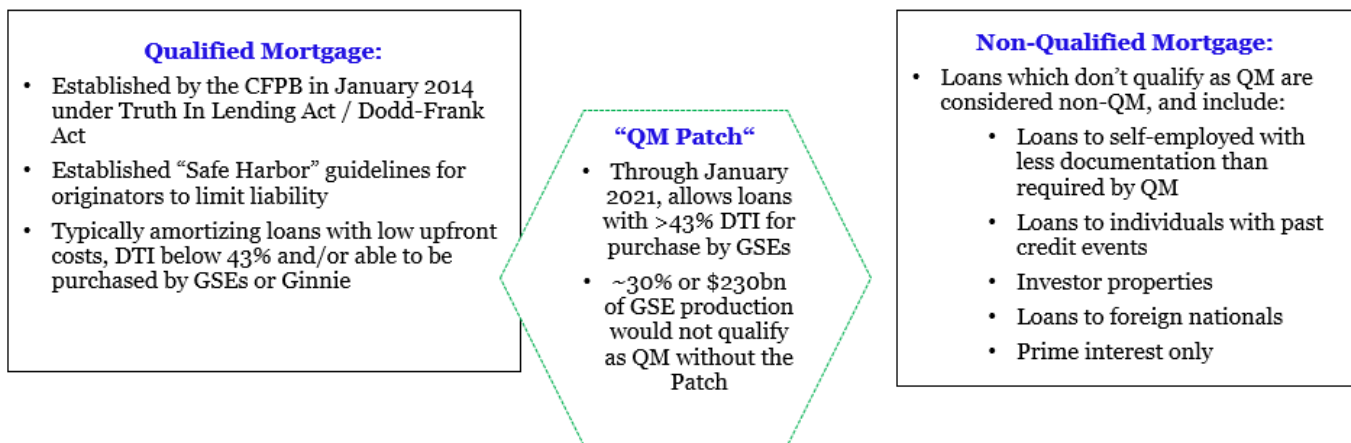 Qualified Mortgage:
• Established by the CFPB in January 2014
under Truth In Lending Act / Dodd-Frank
Act
• Established “Safe Harbor” guidelines for
originators to limit liability
• Typically amortizing loans with low upfront
costs, DTI below 43% and/or able to be
purchased by GSEs or Ginnie
“QM Patch“
• Through January
2021, allows loans
with >43% DTI for
purchase by GSEs
• ~30% or $230bn
of GSE production
would not qualify
as QM without the
Patch
Non-Qualified Mortgage:
• Loans which don’t qualify as QM are
considered non-QM, and include:
• Loans to self-employed with
less documentation than
required by QM
• Loans to individuals with past
credit events
• Investor properties
• Loans to foreign nationals
• Prime interest only